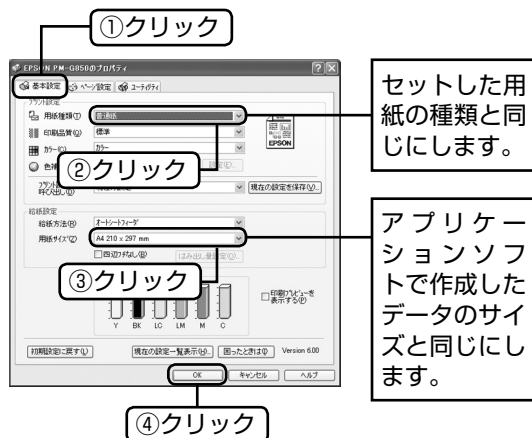 ①クリック
EPSON PM-G850のプロパティ
基本設定
ページ設定
ユーティリティ
プリント設定
用紙種類(T)
普通紙
印刷品質(Q)
標準
カラー(C)
カラー
EPSON
②クリック
現在の設定を保存(V)...
セットした用
紙の種類と同
じにします。
給紙設定
給紙方法(R)
オートシートフィーダ
用紙サイズ(Z)
A4 210 x 297 mm
四辺フチなし(B)
③クリック
アプリケー
ションソフ
トで作成した
データのサイ
ズと同じにし
ます。
印刷プレビューを
表示する(P)
Y BK LC LM M C
初期設定に戻す(L)
現在の設定一覧表示(H)...
困ったときは
Version 6.00
OK
キャンセル
ヘルプ
④クリック